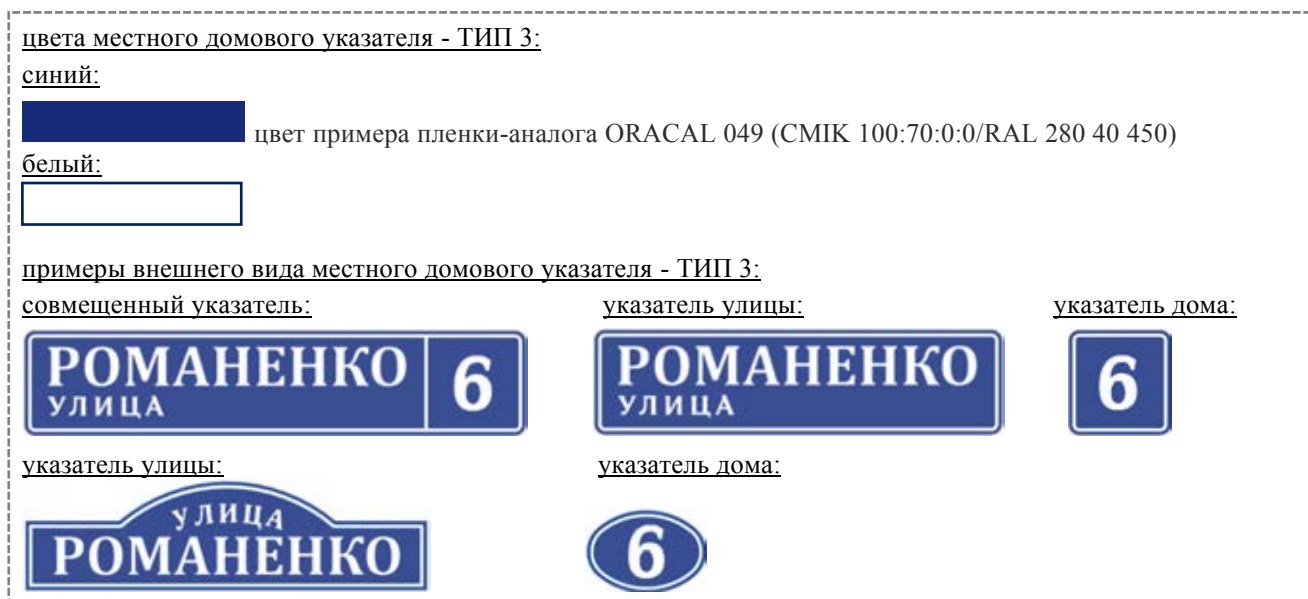 цвета местного домового указателя - ТИП 3:
синий:
цвет примера пленки-аналога ORACAL 049 (CMIK 100:70:0:0/RAL 280 40 450)
белый:
примеры внешнего вида местного домового указателя - ТИП 3:
совмещенный указатель: указатель улицы: указатель дома:
РОМАНЕНКО 6 РОМАНЕНКО 6
УЛИЦА УЛИЦА
указатель улицы: указатель дома:
УЛИЦА
РОМАНЕНКО 6